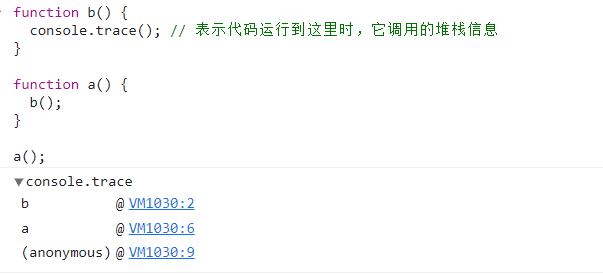 function b() {
  console.trace(); // 表示代码运行到这里时，它调用的堆栈信息
}
function a() {
  b();
}
a();
▼console.trace
b @ VM1030:2
a @ VM1030:6
(anonymous) @ VM1030:9